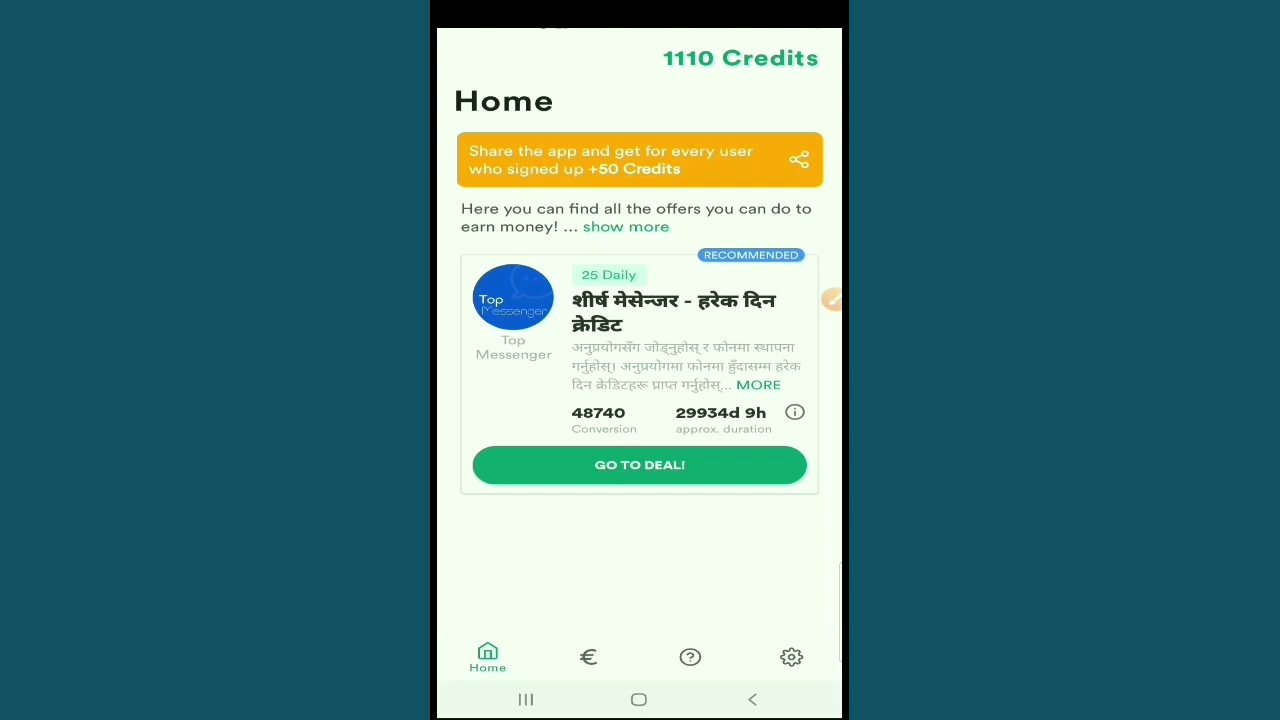 1110 Credits
Home
Share the app and get for every user
who signed up +50 Credits
Here you can find all the offers you can do to
earn money! ... show more
RECOMMENDED
Top
Messenger
Top
Messenger
25 Daily
शीर्ष मेसेन्जर - हरेक दिन
क्रेडिट
अनुप्रयोगसँग जोड्नुहोस् र फोनमा स्थापना
गर्नुहोस्। अनुप्रयोगमा फोनमा हुँदासम्म हरेक
दिन क्रेडिटहरू प्राप्त गर्नुहोस्... MORE
48740
Conversion
29934d 9h
approx. duration
GO TO DEAL!
Home